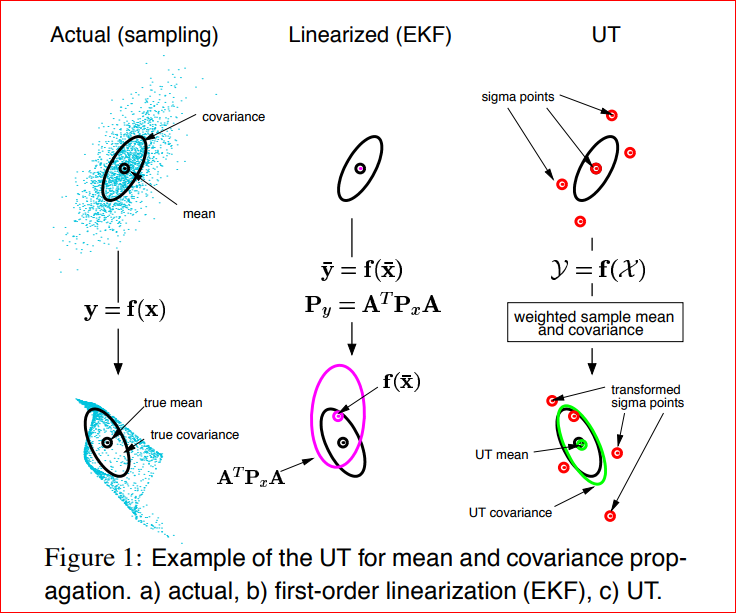 Actual (sampling)
Linearized (EKF)
UT
covariance
mean
sigma points
y = f(x)
ȳ = f(x̄)
P_y = A^T P_x A
𝒴 = f(𝒳)
weighted sample mean
and covariance
true mean
true covariance
f(x̄)
A^T P_x A
transformed
sigma points
UT mean
UT covariance
Figure 1: Example of the UT for mean and covariance prop-
agation. a) actual, b) first-order linearization (EKF), c) UT.